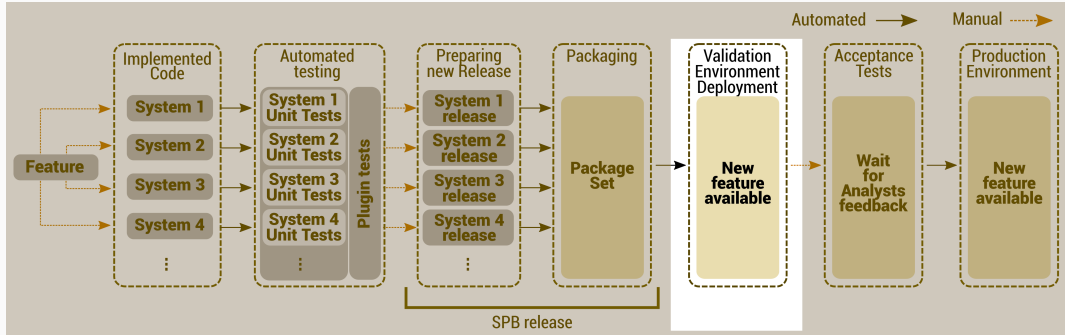 Automated
Manual
Implemented
Code
Automated
testing
Preparing
new Release
Packaging
Validation
Environment
Deployment
Acceptance
Tests
Production
Environment
Feature
System 1
System 2
System 3
System 4
⋮
System 1
Unit Tests
System 2
Unit Tests
System 3
Unit Tests
System 4
Unit Tests
⋮
Plugin tests
System 1
release
System 2
release
System 3
release
System 4
release
⋮
Package
Set
New
feature
available
Wait
for
Analysts
feedback
New
feature
available
SPB release